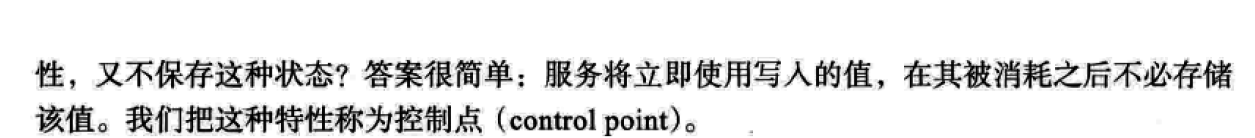 性，又不保存这种状态？答案很简单：服务将立即使用写入的值，在其被消耗之后不必存储
该值。我们把这种特性称为控制点（control point）。